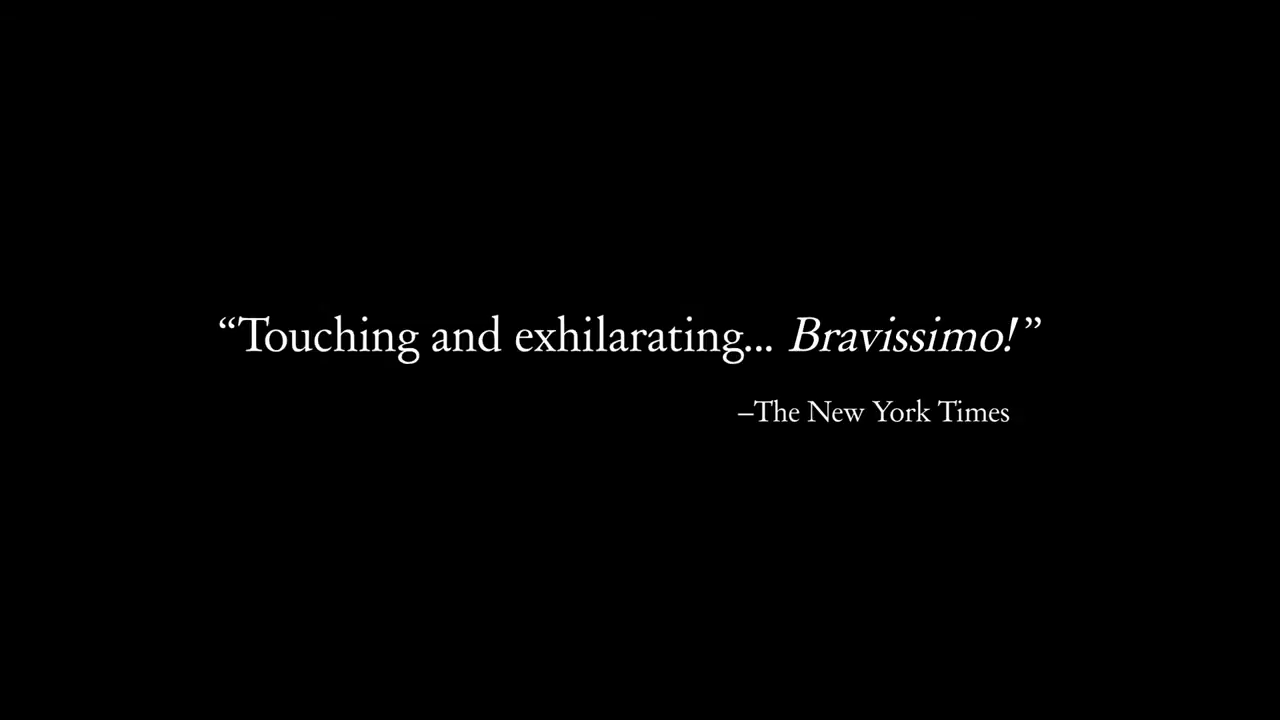 “Touching and exhilarating... Bravissimo!”
–The New York Times